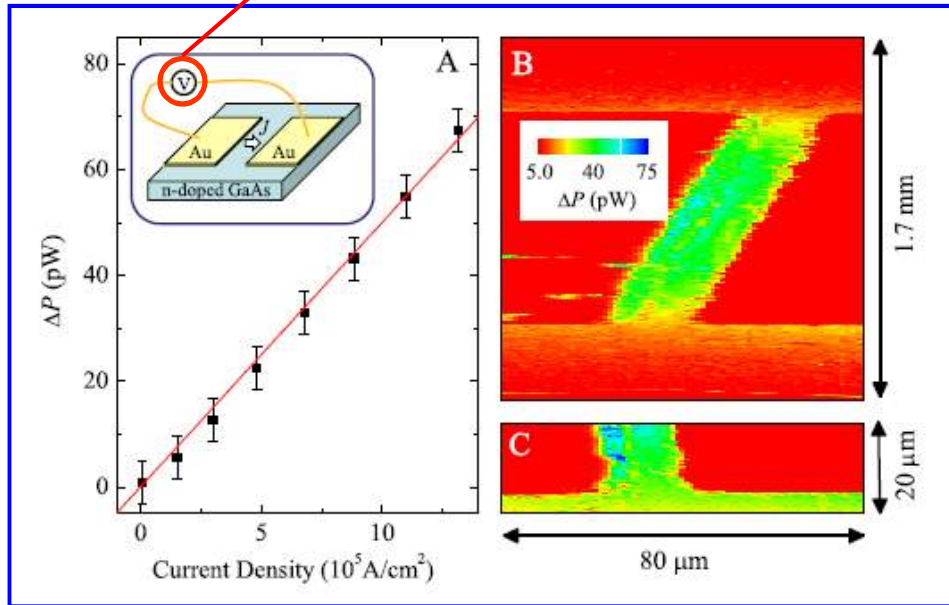 A
V
J
Au
Au
n-doped GaAs
80
60
40
20
0
ΔP (pW)
0
5
10
Current Density (10⁵A/cm²)
B
5.0 40 75
ΔP (pW)
1.7 mm
C
20 μm
80 μm